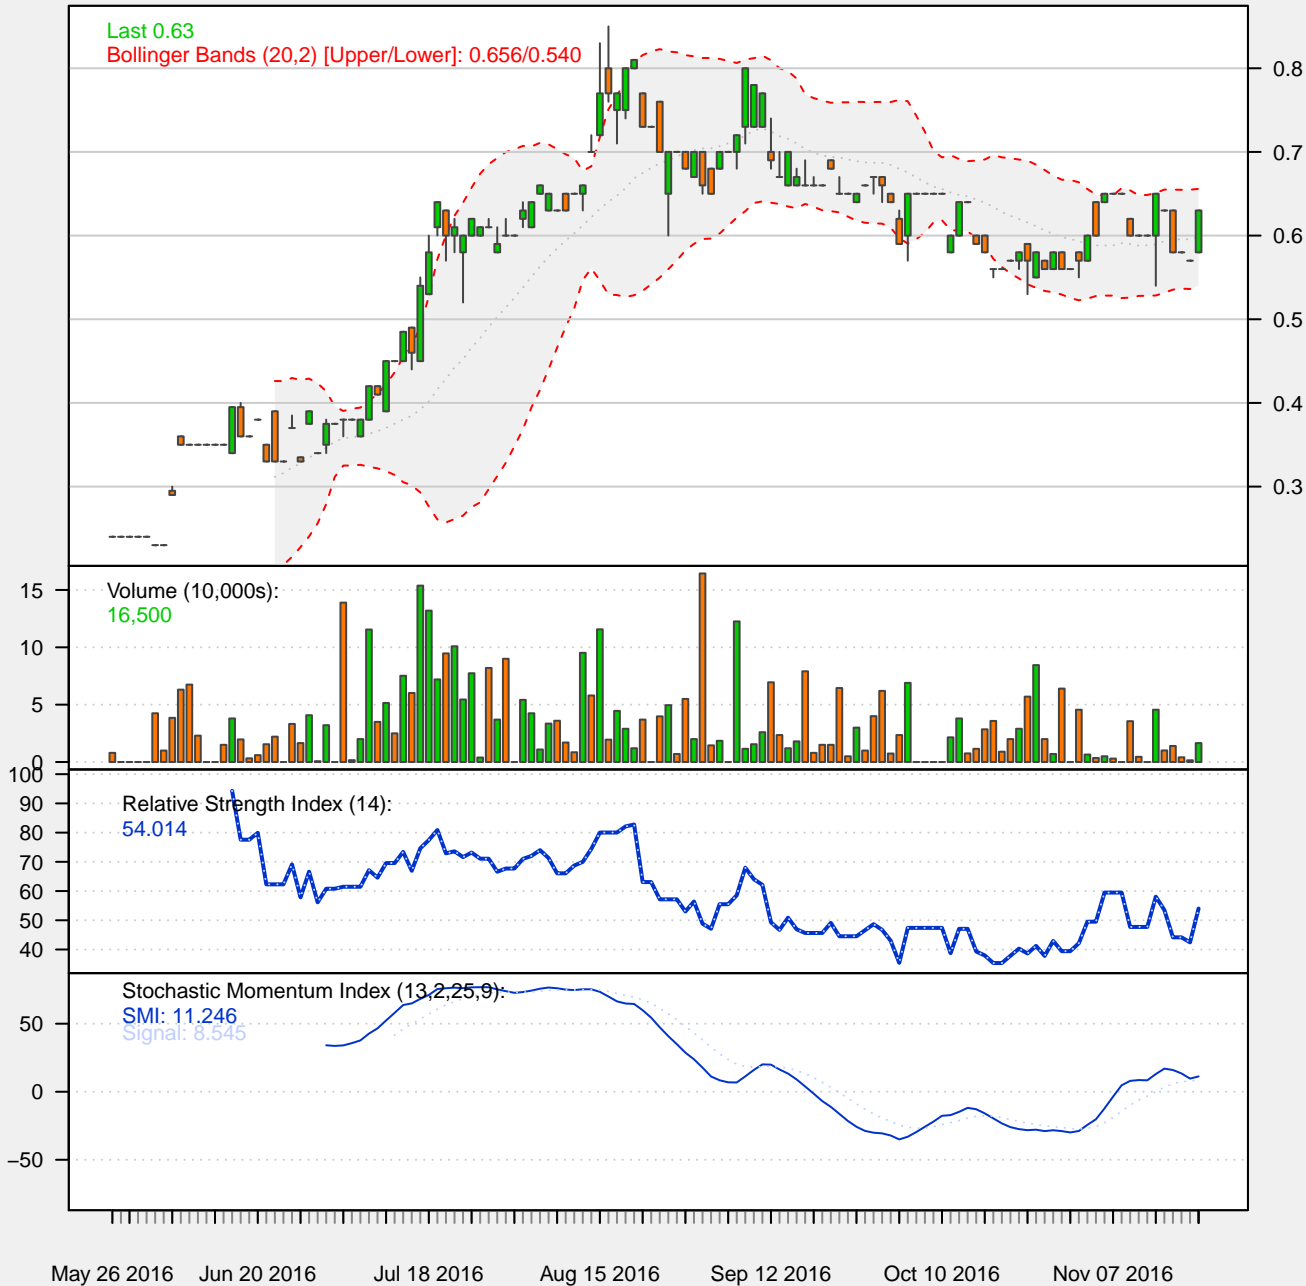 Last 0.63
Bollinger Bands (20,2) [Upper/Lower]: 0.656/0.540
0.8
0.7
0.6
0.5
0.4
0.3
Volume (10,000s):
16,500
15
10
5
0
Relative Strength Index (14):
54.014
100
90
80
70
60
50
40
Stochastic Momentum Index (13,2,25,9):
SMI: 11.246
Signal: 8.545
50
0
−50
May 26 2016 Jun 20 2016 Jul 18 2016 Aug 15 2016 Sep 12 2016 Oct 10 2016 Nov 07 2016